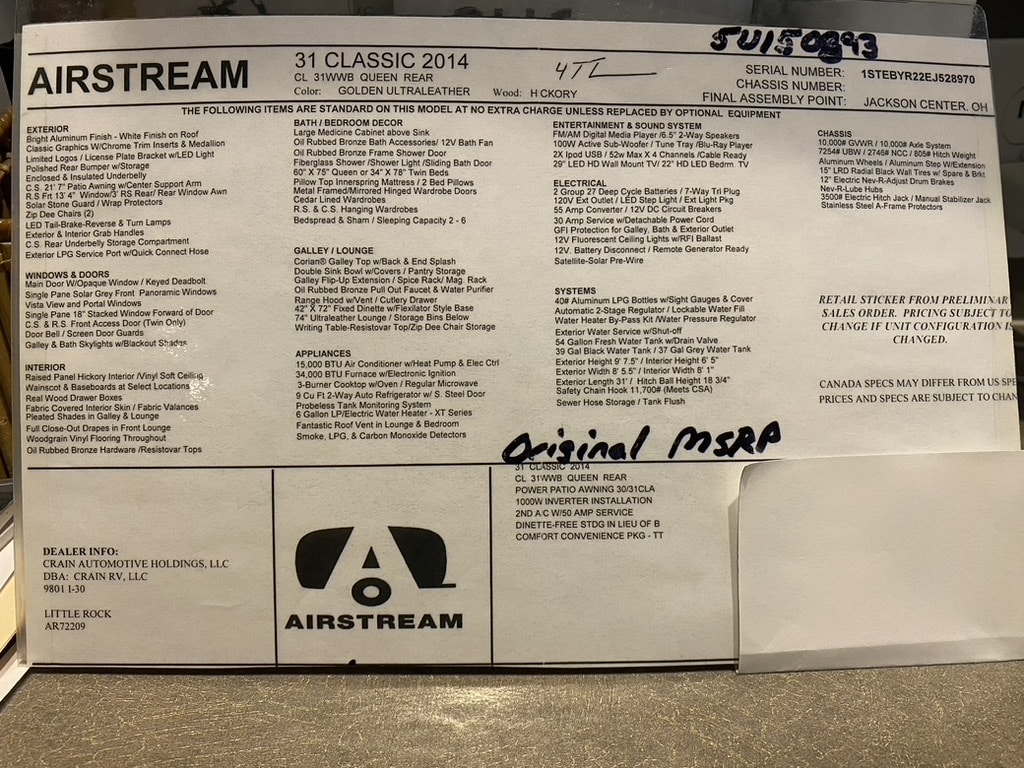 5U150893
AIRSTREAM
31 CLASSIC 2014
CL 31WWB QUEEN REAR
Color: GOLDEN ULTRALEATHER Wood: HICKORY
4TL
SERIAL NUMBER: 1STEBYR22EJ528970
CHASSIS NUMBER:
FINAL ASSEMBLY POINT: JACKSON CENTER, OH
THE FOLLOWING ITEMS ARE STANDARD ON THIS MODEL AT NO EXTRA CHARGE UNLESS REPLACED BY OPTIONAL EQUIPMENT
EXTERIOR
Bright Aluminum Finish - White Finish on Roof
Classic Graphics W/Chrome Trim Inserts & Medallion
Limited Logos / License Plate Bracket w/LED Light
Polished Rear Bumper w/Storage
Enclosed & Insulated Underbelly
C.S. 21' 7" Patio Awning w/Center Support Arm
R.S Frt 13' 4" Window/3' RS Rear/ Rear Window Awn
Solar Stone Guard / Wrap Protectors
Zip Dee Chairs (2)
LED Tail-Brake-Reverse & Turn Lamps
Exterior & Interior Grab Handles
C.S. Rear Underbelly Storage Compartment
Exterior LPG Service Port w/Quick Connect Hose
WINDOWS & DOORS
Main Door W/Opaque Window / Keyed Deadbolt
Single Pane Solar Grey Front Panoramic Windows
Vista View and Portal Windows
Single Pane 18" Stacked Window Forward of Door
C.S. & R.S. Front Access Door (Twin Only)
Door Bell / Screen Door Guards
Galley & Bath Skylights w/Blackout Shades
INTERIOR
Raised Panel Hickory Interior /Vinyl Soft Ceiling
Wainscot & Baseboards at Select Locations
Real Wood Drawer Boxes
Fabric Covered Interior Skin / Fabric Valances
Pleated Shades in Galley & Lounge
Full Close-Out Drapes in Front Lounge
Woodgrain Vinyl Flooring Throughout
Oil Rubbed Bronze Hardware /Resistovar Tops
BATH / BEDROOM DECOR
Large Medicine Cabinet above Sink
Oil Rubbed Bronze Bath Accessories/ 12V Bath Fan
Oil Rubbed Bronze Frame Shower Door
Fiberglass Shower /Shower Light /Sliding Bath Door
60" X 75" Queen or 34" X 78" Twin Beds
Pillow Top Innerspring Mattress / 2 Bed Pillows
Metal Framed/Mirrored Hinged Wardrobe Doors
Cedar Lined Wardrobes
R.S. & C.S. Hanging Wardrobes
Bedspread & Sham / Sleeping Capacity 2 - 6
GALLEY / LOUNGE
Corian® Galley Top w/Back & End Splash
Double Sink Bowl w/Covers / Pantry Storage
Galley Flip-Up Extension / Spice Rack/ Mag. Rack
Oil Rubbed Bronze Pull Out Faucet & Water Purifier
Range Hood w/Vent / Cutlery Drawer
42" X 72" Fixed Dinette w/Flexilator Style Base
74" Ultraleather Lounge / Storage Bins Below
Writing Table-Resistovar Top/Zip Dee Chair Storage
APPLIANCES
15,000 BTU Air Conditioner w/Heat Pump & Elec Ctrl
34,000 BTU Furnace w/Electronic Ignition
3-Burner Cooktop w/Oven / Regular Microwave
9 Cu Ft 2-Way Auto Refrigerator w/ S. Steel Door
Probeless Tank Monitoring System
6 Gallon LP/Electric Water Heater - XT Series
Fantastic Roof Vent in Lounge & Bedroom
Smoke, LPG, & Carbon Monoxide Detectors
ENTERTAINMENT & SOUND SYSTEM
FM/AM Digital Media Player /6.5" 2-Way Speakers
100W Active Sub-Woofer / Tune Tray /Blu-Ray Player
2X Ipod USB / 52w Max X 4 Channels /Cable Ready
29" LED HD Wall Mount TV/ 22" HD LED Bedrm. TV
ELECTRICAL
2 Group 27 Deep Cycle Batteries / 7-Way Tri Plug
120V Ext Outlet / LED Step Light / Ext Light Pkg
55 Amp Converter / 12V DC Circuit Breakers
30 Amp Service w/Detachable Power Cord
GFI Protection for Galley, Bath & Exterior Outlet
12V Fluorescent Ceiling Lights w/RFI Ballast
12V. Battery Disconnect / Remote Generator Ready
Satellite-Solar Pre-Wire
SYSTEMS
40# Aluminum LPG Bottles w/Sight Gauges & Cover
Automatic 2-Stage Regulator / Lockable Water Fill
Water Heater By-Pass Kit /Water Pressure Regulator
Exterior Water Service w/Shut-off
54 Gallon Fresh Water Tank w/Drain Valve
39 Gal Black Water Tank / 37 Gal Grey Water Tank
Exterior Height 9' 7.5" / Interior Height 6' 5"
Exterior Width 8' 5.5" / Interior Width 8' 1"
Exterior Length 31' / Hitch Ball Height 18 3/4"
Safety Chain Hook 11,700# (Meets CSA)
Sewer Hose Storage / Tank Flush
CHASSIS
10,000# GVWR / 10,000# Axle System
7254# UBW / 2746# NCC / 805# Hitch Weight
Aluminum Wheels / Aluminum Step W/Extension
15" LRD Radial Black Wall Tires w/ Spare & Brkt
12" Electric Nev-R-Adjust Drum Brakes
Nev-R-Lube Hubs
3500# Electric Hitch Jack / Manual Stabilizer Jack
Stainless Steel A-Frame Protectors
RETAIL STICKER FROM PRELIMINAR
SALES ORDER. PRICING SUBJECT TO
CHANGE IF UNIT CONFIGURATION IS
CHANGED.
CANADA SPECS MAY DIFFER FROM US SPE
PRICES AND SPECS ARE SUBJECT TO CHAN
Original MSRP
31 CLASSIC 2014
CL 31WWB QUEEN REAR
POWER PATIO AWNING 30/31CLA
1000W INVERTER INSTALLATION
2ND A/C W/50 AMP SERVICE
DINETTE-FREE STDG IN LIEU OF B
COMFORT CONVENIENCE PKG - TT
DEALER INFO:
CRAIN AUTOMOTIVE HOLDINGS, LLC
DBA: CRAIN RV, LLC
9801 I-30
LITTLE ROCK
AR72209
AIRSTREAM